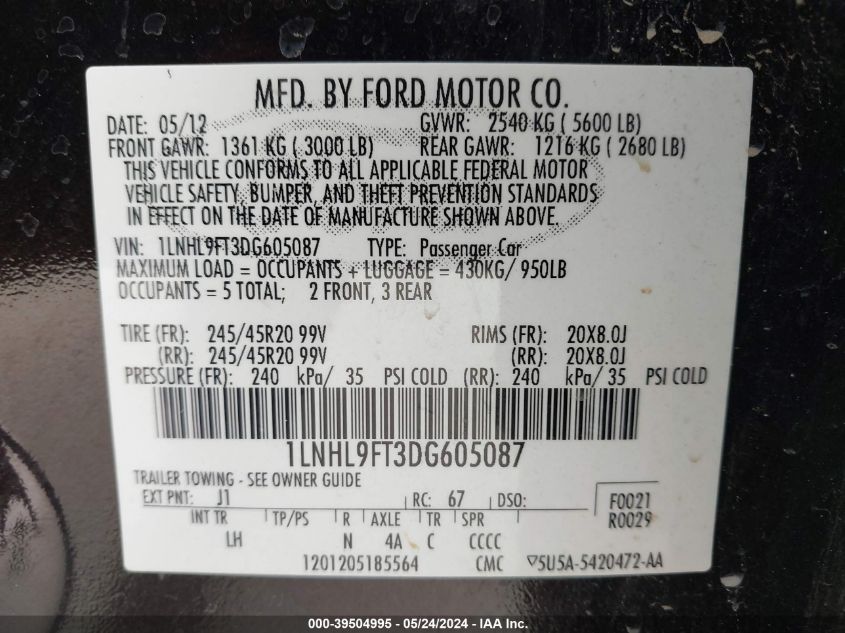 MFD. BY FORD MOTOR CO.
DATE: 05/12 GVWR: 2540 KG ( 5600 LB)
FRONT GAWR: 1361 KG ( 3000 LB) REAR GAWR: 1216 KG ( 2680 LB)
THIS VEHICLE CONFORMS TO ALL APPLICABLE FEDERAL MOTOR
VEHICLE SAFETY, BUMPER, AND THEFT PREVENTION STANDARDS
IN EFFECT ON THE DATE OF MANUFACTURE SHOWN ABOVE.
VIN: 1LNHL9FT3DG605087 TYPE: Passenger Car
MAXIMUM LOAD = OCCUPANTS + LUGGAGE = 430KG/ 950LB
OCCUPANTS = 5 TOTAL; 2 FRONT, 3 REAR
TIRE (FR): 245/45R20 99V RIMS (FR): 20X8.0J
(RR): 245/45R20 99V (RR): 20X8.0J
PRESSURE (FR): 240 kPa/ 35 PSI COLD (RR): 240 kPa/ 35 PSI COLD
1LNHL9FT3DG605087
TRAILER TOWING - SEE OWNER GUIDE
EXT PNT: J1 RC: 67 DSO: F0021
R0029
INT TR TP/PS R AXLE TR SPR
LH N 4A C CCCC
1201205185564 CMC ▽5U5A-5420472-AA
000-39504995 - 05/24/2024 - IAAI Inc.